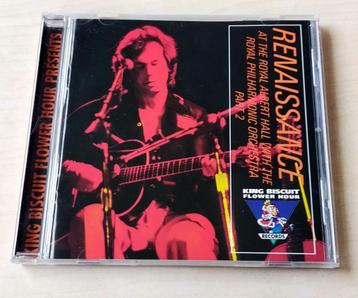 KING BISCUIT FLOWER HOUR PRESENTS
RENAISSANCE
AT THE ROYAL ALBERT HALL WITH THE
ROYAL PHILHARMONIC ORCHESTRA
PART 2
KING BISCUIT
FLOWER HOUR
RECORDS